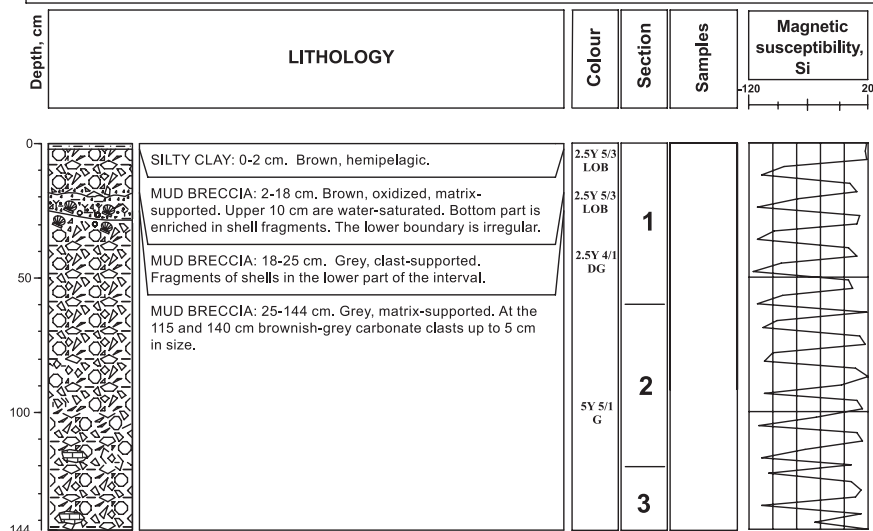 Depth, cm
LITHOLOGY
Colour
Section
Samples
Magnetic
susceptibility,
Si
-120
20
0
50
100
144
SILTY CLAY: 0-2 cm. Brown, hemipelagic.
MUD BRECCIA: 2-18 cm. Brown, oxidized, matrix-
supported. Upper 10 cm are water-saturated. Bottom part is
enriched in shell fragments. The lower boundary is irregular.
MUD BRECCIA: 18-25 cm. Grey, clast-supported.
Fragments of shells in the lower part of the interval.
MUD BRECCIA: 25-144 cm. Grey, matrix-supported. At the
115 and 140 cm brownish-grey carbonate clasts up to 5 cm
in size.
2.5Y 5/3
LOB
2.5Y 5/3
LOB
2.5Y 4/1
DG
5Y 5/1
G
1
2
3